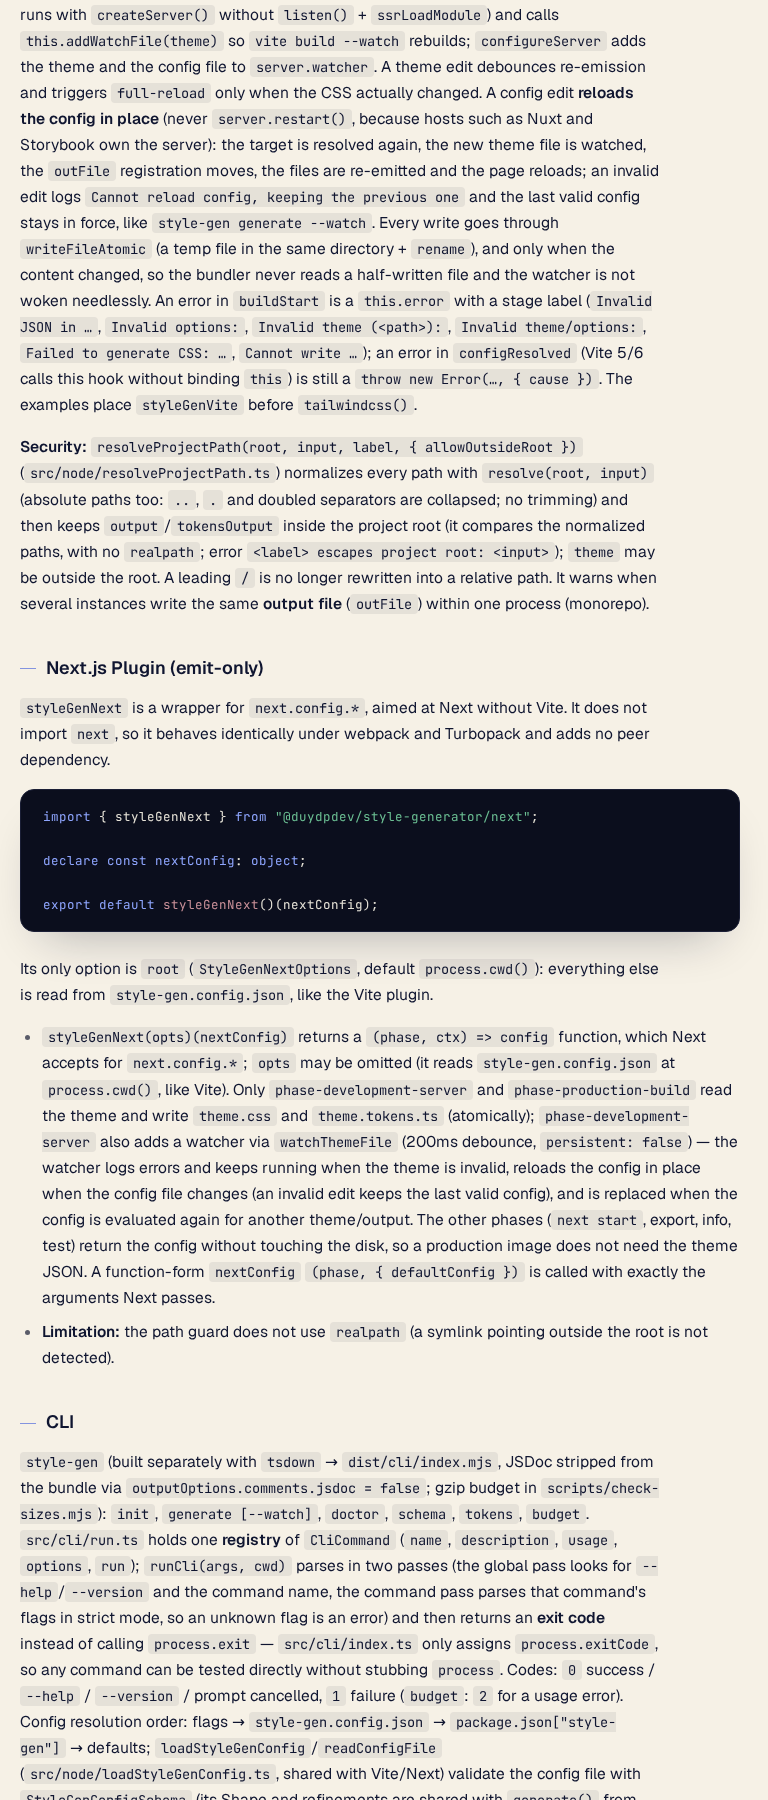 runs with createServer() without listen() + ssrLoadModule ) and calls
this.addWatchFile(theme) so vite build --watch rebuilds; configureServer adds
the theme and the config file to server.watcher. A theme edit debounces re-emission
and triggers full-reload only when the CSS actually changed. A config edit reloads
the config in place (never server.restart(), because hosts such as Nuxt and
Storybook own the server): the target is resolved again, the new theme file is watched,
the outFile registration moves, the files are re-emitted and the page reloads; an invalid
edit logs Cannot reload config, keeping the previous one and the last valid config
stays in force, like style-gen generate --watch. Every write goes through
writeFileAtomic (a temp file in the same directory + rename), and only when the
content changed, so the bundler never reads a half-written file and the watcher is not
woken needlessly. An error in buildStart is a this.error with a stage label (Invalid
JSON in …, Invalid options:, Invalid theme (<path>):, Invalid theme/options:,
Failed to generate CSS: …, Cannot write …); an error in configResolved (Vite 5/6
calls this hook without binding this) is still a throw new Error(…, { cause }). The
examples place styleGenVite before tailwindcss().
Security: resolveProjectPath(root, input, label, { allowOutsideRoot })
(src/node/resolveProjectPath.ts) normalizes every path with resolve(root, input)
(absolute paths too: .., . and doubled separators are collapsed; no trimming) and
then keeps output/tokensOutput inside the project root (it compares the normalized
paths, with no realpath; error <label> escapes project root: <input>); theme may
be outside the root. A leading / is no longer rewritten into a relative path. It warns when
several instances write the same output file (outFile) within one process (monorepo).
— Next.js Plugin (emit-only)
styleGenNext is a wrapper for next.config.*, aimed at Next without Vite. It does not
import next, so it behaves identically under webpack and Turbopack and adds no peer
dependency.
import { styleGenNext } from "@duydpdev/style-generator/next";
declare const nextConfig: object;
export default styleGenNext()(nextConfig);
Its only option is root (StyleGenNextOptions, default process.cwd()): everything else
is read from style-gen.config.json, like the Vite plugin.
• styleGenNext(opts)(nextConfig) returns a (phase, ctx) => config function, which Next
accepts for next.config.*; opts may be omitted (it reads style-gen.config.json at
process.cwd(), like Vite). Only phase-development-server and phase-production-build read
the theme and write theme.css and theme.tokens.ts (atomically); phase-development-
server also adds a watcher via watchThemeFile (200ms debounce, persistent: false) — the
watcher logs errors and keeps running when the theme is invalid, reloads the config in place
when the config file changes (an invalid edit keeps the last valid config), and is replaced when the
config is evaluated again for another theme/output. The other phases (next start, export, info,
test) return the config without touching the disk, so a production image does not need the theme
JSON. A function-form nextConfig (phase, { defaultConfig }) is called with exactly the
arguments Next passes.
• Limitation: the path guard does not use realpath (a symlink pointing outside the root is not
detected).
— CLI
style-gen (built separately with tsdown → dist/cli/index.mjs, JSDoc stripped from
the bundle via outputOptions.comments.jsdoc = false; gzip budget in scripts/check-
sizes.mjs): init, generate [--watch], doctor, schema, tokens, budget.
src/cli/run.ts holds one registry of CliCommand (name, description, usage,
options, run); runCli(args, cwd) parses in two passes (the global pass looks for --
help/--version and the command name, the command pass parses that command's
flags in strict mode, so an unknown flag is an error) and then returns an exit code
instead of calling process.exit — src/cli/index.ts only assigns process.exitCode,
so any command can be tested directly without stubbing process. Codes: 0 success /
--help / --version / prompt cancelled, 1 failure (budget: 2 for a usage error).
Config resolution order: flags → style-gen.config.json → package.json["style-
gen"] → defaults; loadStyleGenConfig/readConfigFile
(src/node/loadStyleGenConfig.ts, shared with Vite/Next) validate the config file with
StyleGenConfigSchema (its Shape and refinements are shared with generate() from